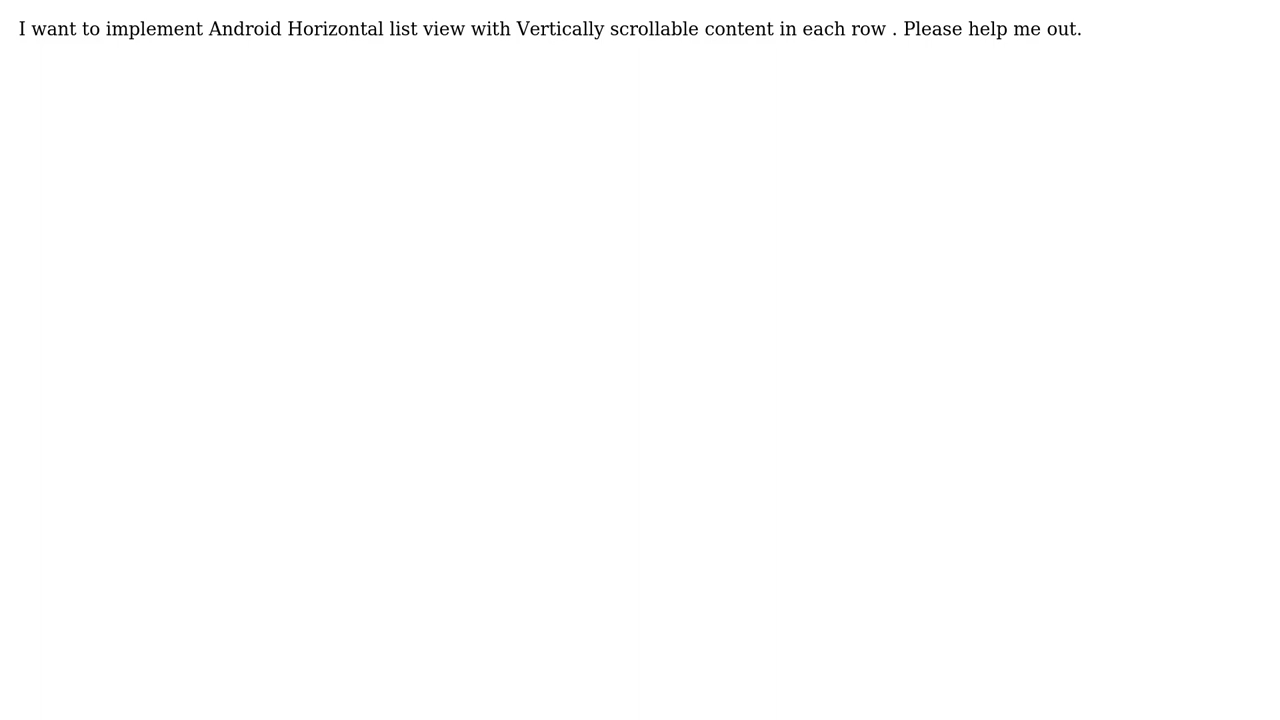 I want to implement Android Horizontal list view with Vertically scrollable content in each row . Please help me out.